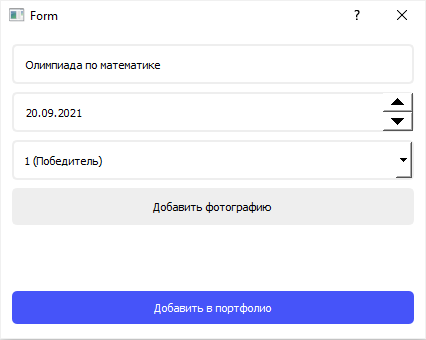 Form
?
Олимпиада по математике
20.09.2021
1 (Победитель)
Добавить фотографию
Добавить в портфолио